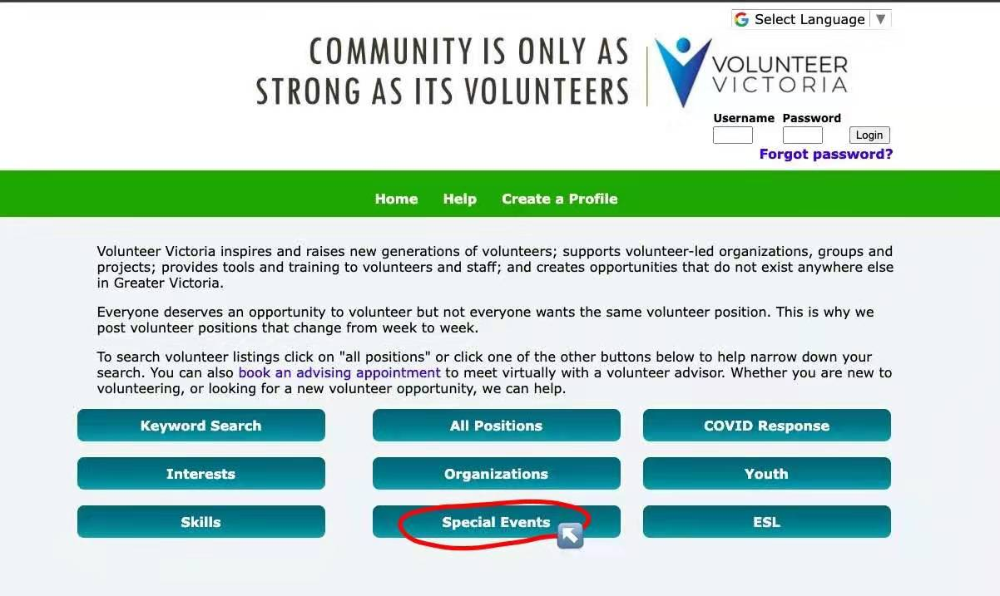 Select Language ▼
COMMUNITY IS ONLY AS
STRONG AS ITS VOLUNTEERS
VOLUNTEER
VICTORIA
Username Password
Login
Forgot password?
Home Help Create a Profile
Volunteer Victoria inspires and raises new generations of volunteers; supports volunteer-led organizations, groups and
projects; provides tools and training to volunteers and staff; and creates opportunities that do not exist anywhere else
in Greater Victoria.
Everyone deserves an opportunity to volunteer but not everyone wants the same volunteer position. This is why we
post volunteer positions that change from week to week.
To search volunteer listings click on "all positions" or click one of the other buttons below to help narrow down your
search. You can also book an advising appointment to meet virtually with a volunteer advisor. Whether you are new to
volunteering, or looking for a new volunteer opportunity, we can help.
Keyword Search All Positions COVID Response
Interests Organizations Youth
Skills Special Events ESL